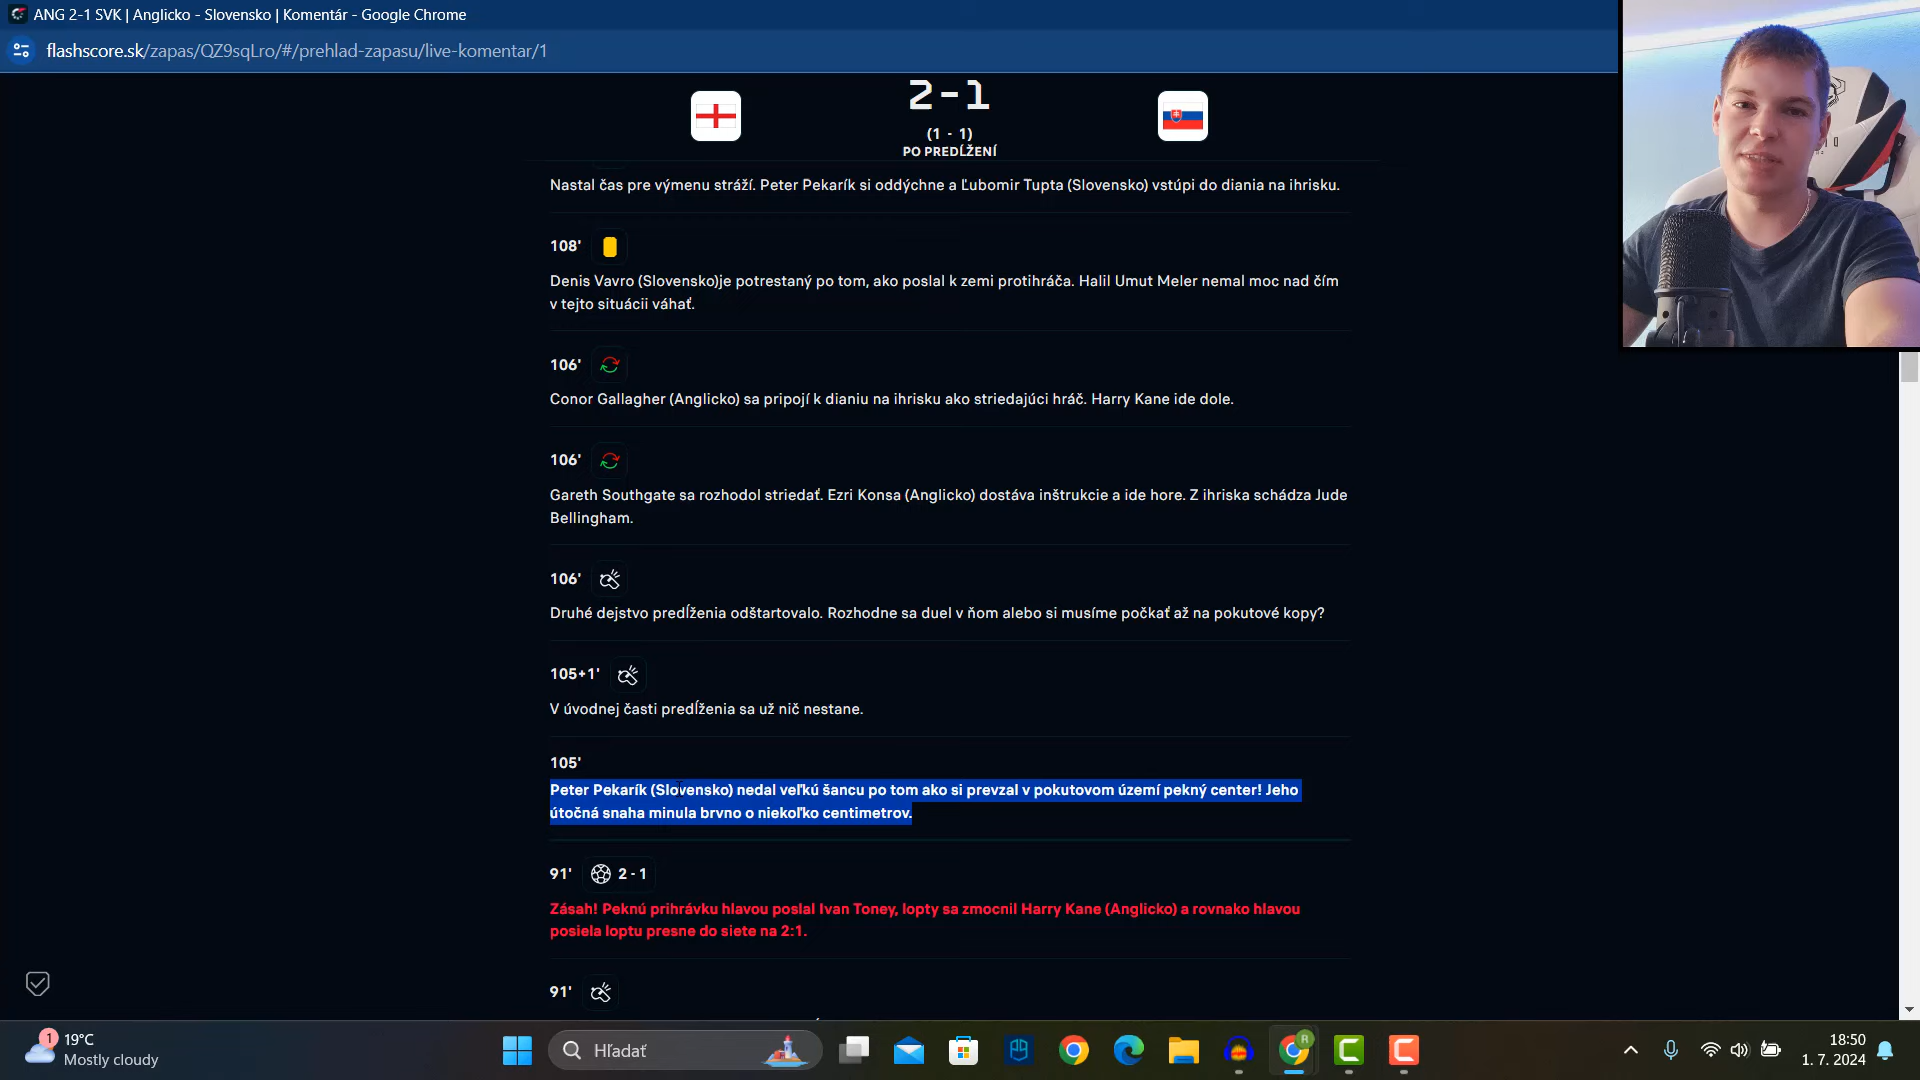 ANG 2-1 SVK | Anglicko - Slovensko | Komentár - Google Chrome
flashscore.sk/zapas/QZ9sqLro/#/prehlad-zapasu/live-komentar/1
2-1
(1 - 1)
PO PREDĹŽENÍ
Nastal čas pre výmenu stráží. Peter Pekarík si oddýchne a Ľubomir Tupta (Slovensko) vstúpi do diania na ihrisku.
108'
Denis Vavro (Slovensko)je potrestaný po tom, ako poslal k zemi protihráča. Halil Umut Meler nemal moc nad čím
v tejto situácii váhať.
106'
Conor Gallagher (Anglicko) sa pripojí k dianiu na ihrisku ako striedajúci hráč. Harry Kane ide dole.
106'
Gareth Southgate sa rozhodol striedať. Ezri Konsa (Anglicko) dostáva inštrukcie a ide hore. Z ihriska schádza Jude
Bellingham.
106'
Druhé dejstvo predĺženia odštartovalo. Rozhodne sa duel v ňom alebo si musíme počkať až na pokutové kopy?
105+1'
V úvodnej časti predĺženia sa už nič nestane.
105'
Peter Pekarík (Slovensko) nedal veľkú šancu po tom ako si prevzal v pokutovom území pekný center! Jeho
útočná snaha minula brvno o niekoľko centimetrov.
91' 2 - 1
Zásah! Peknú prihrávku hlavou poslal Ivan Toney, lopty sa zmocnil Harry Kane (Anglicko) a rovnako hlavou
posiela loptu presne do siete na 2:1.
91'
1
19°C
Mostly cloudy
Hľadať
R
18:50
1. 7. 2024